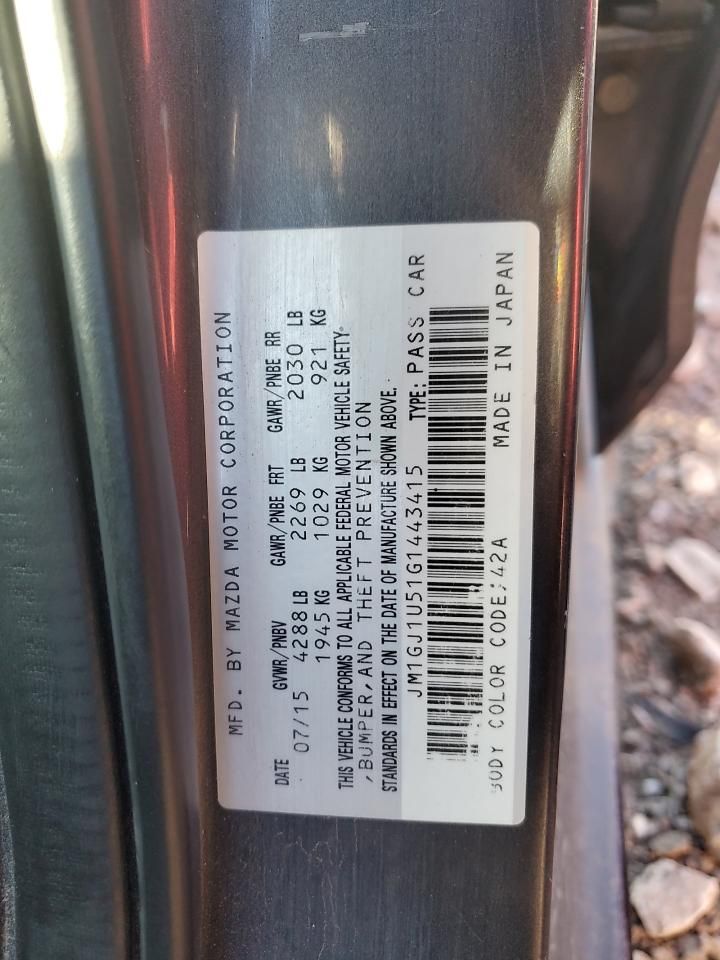 MFD. BY MAZDA MOTOR CORPORATION
DATE GVWR/PNBV GAWR/PNBE FRT GAWR/PNBE RR
07/15 4288 LB 2269 LB 2030 LB
1945 KG 1029 KG 921 KG
THIS VEHICLE CONFORMS TO ALL APPLICABLE FEDERAL MOTOR VEHICLE SAFETY
,BUMPER,AND THEFT PREVENTION
STANDARDS IN EFFECT ON THE DATE OF MANUFACTURE SHOWN ABOVE.
JM1GJ1U51G1443415 TYPE: PASS CAR
BODY COLOR CODE:42A MADE IN JAPAN